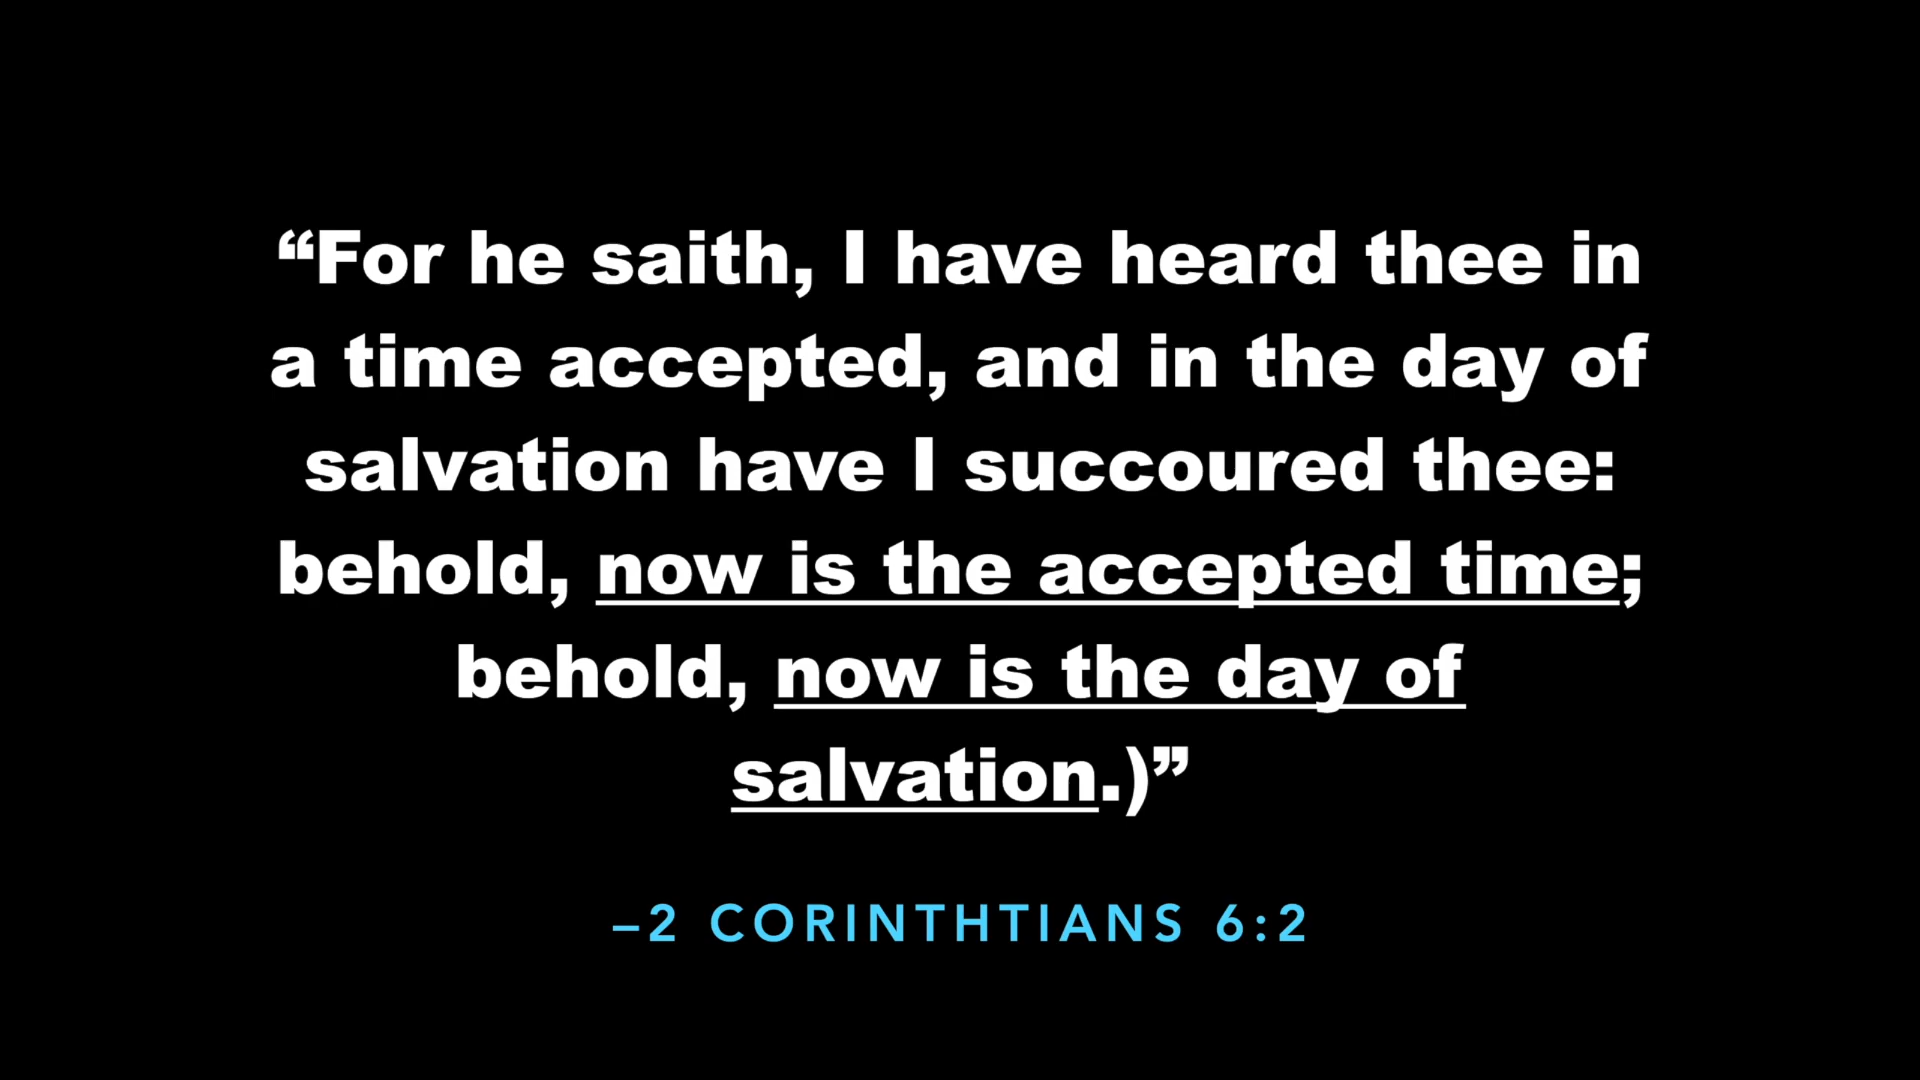 “For he saith, I have heard thee in
a time accepted, and in the day of
salvation have I succoured thee:
behold, now is the accepted time;
behold, now is the day of
salvation.)”
–2 CORINTHTIANS 6:2